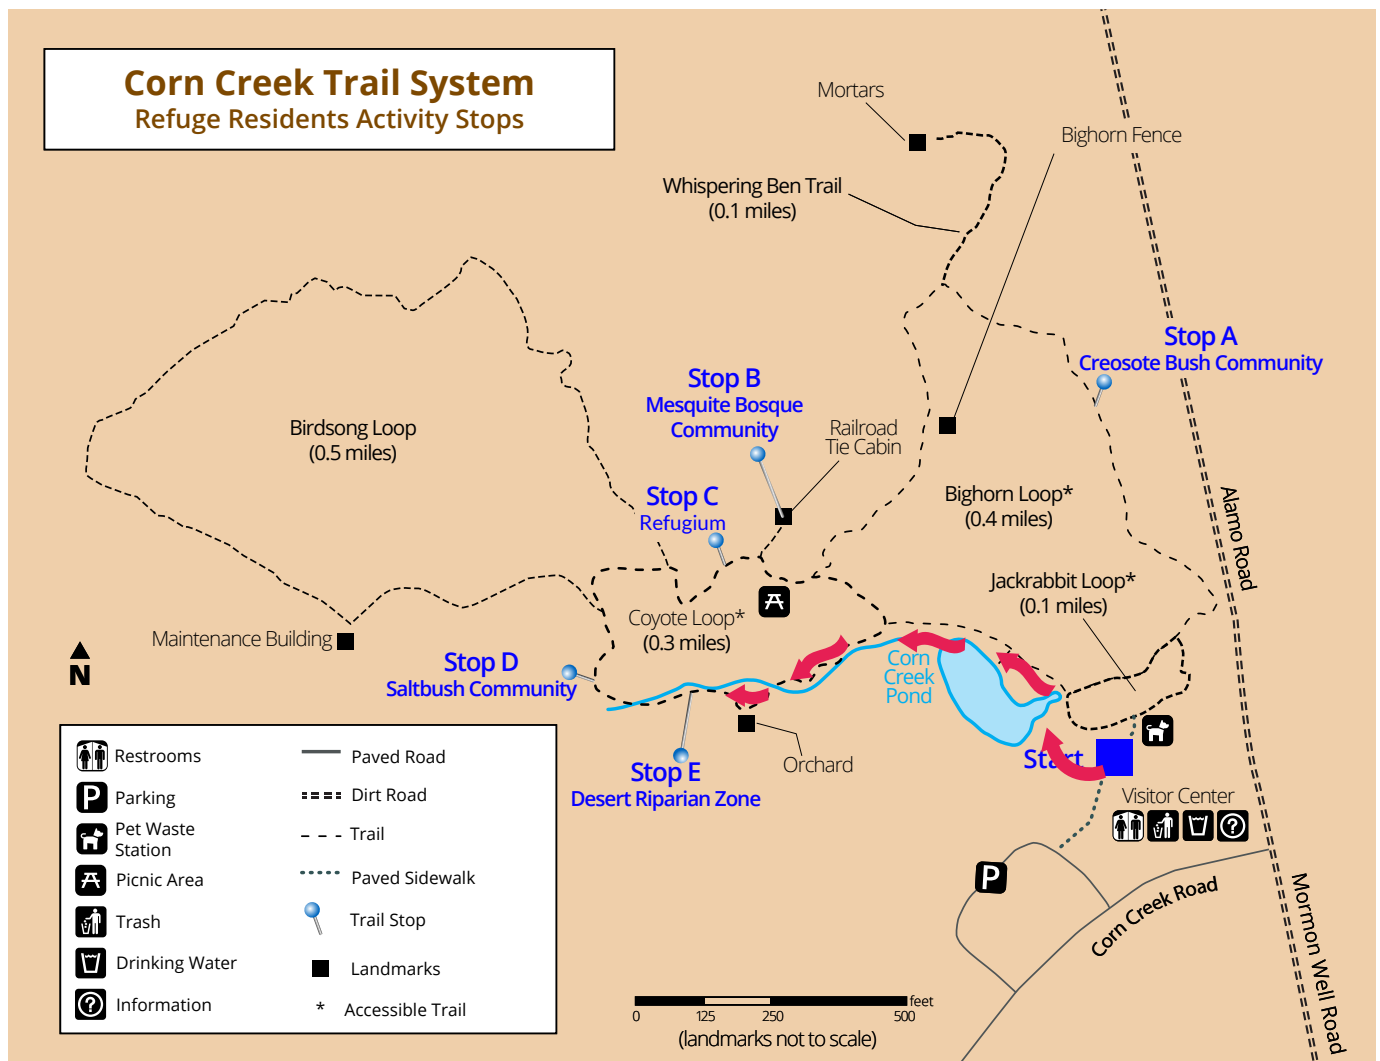 Corn Creek Trail System
Refuge Residents Activity Stops
Mortars
Bighorn Fence
Whispering Ben Trail
(0.1 miles)
Stop A
Creosote Bush Community
Stop B
Mesquite Bosque
Community
Railroad
Tie Cabin
Birdsong Loop
(0.5 miles)
Stop C
Refugium
Bighorn Loop*
(0.4 miles)
Alamo Road
Jackrabbit Loop*
(0.1 miles)
Coyote Loop*
(0.3 miles)
Maintenance Building
N
Stop D
Saltbush Community
Corn
Creek
Pond
Start
Orchard
Stop E
Desert Riparian Zone
Visitor Center
P
Corn Creek Road
Mormon Well Road
Restrooms
P
Parking
Pet Waste
Station
Picnic Area
Trash
Drinking Water
?
Information
Paved Road
Dirt Road
Trail
Paved Sidewalk
Trail Stop
Landmarks
* Accessible Trail
feet
0 125 250 500
(landmarks not to scale)